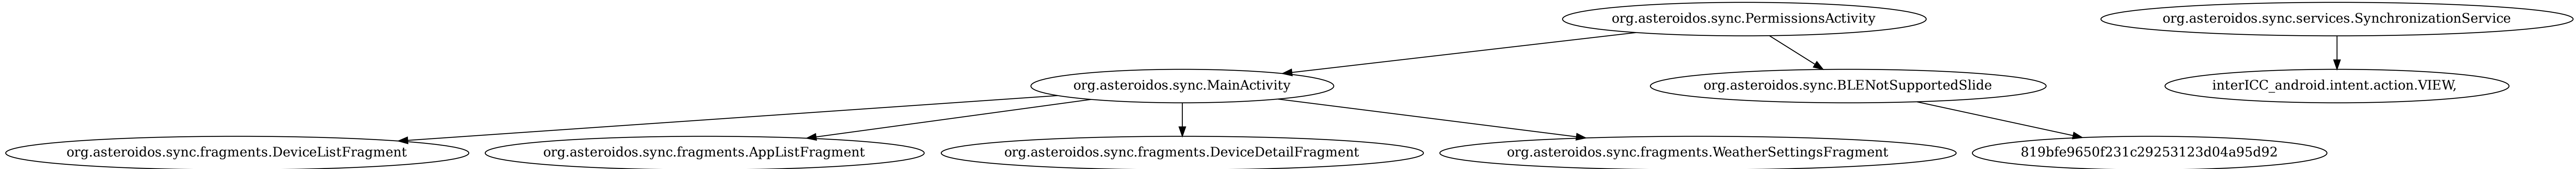 org.asteroidos.sync.PermissionsActivity
org.asteroidos.sync.services.SynchronizationService
org.asteroidos.sync.MainActivity
org.asteroidos.sync.BLENotSupportedSlide
interICC_android.intent.action.VIEW,
org.asteroidos.sync.fragments.DeviceListFragment
org.asteroidos.sync.fragments.AppListFragment
org.asteroidos.sync.fragments.DeviceDetailFragment
org.asteroidos.sync.fragments.WeatherSettingsFragment
819bfe9650f231c29253123d04a95d92